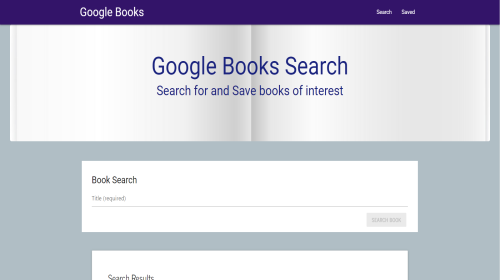 Google Books
Search Saved
Google Books Search
Search for and Save books of interest
Book Search
Title (required)
SEARCH BOOK
Search Results